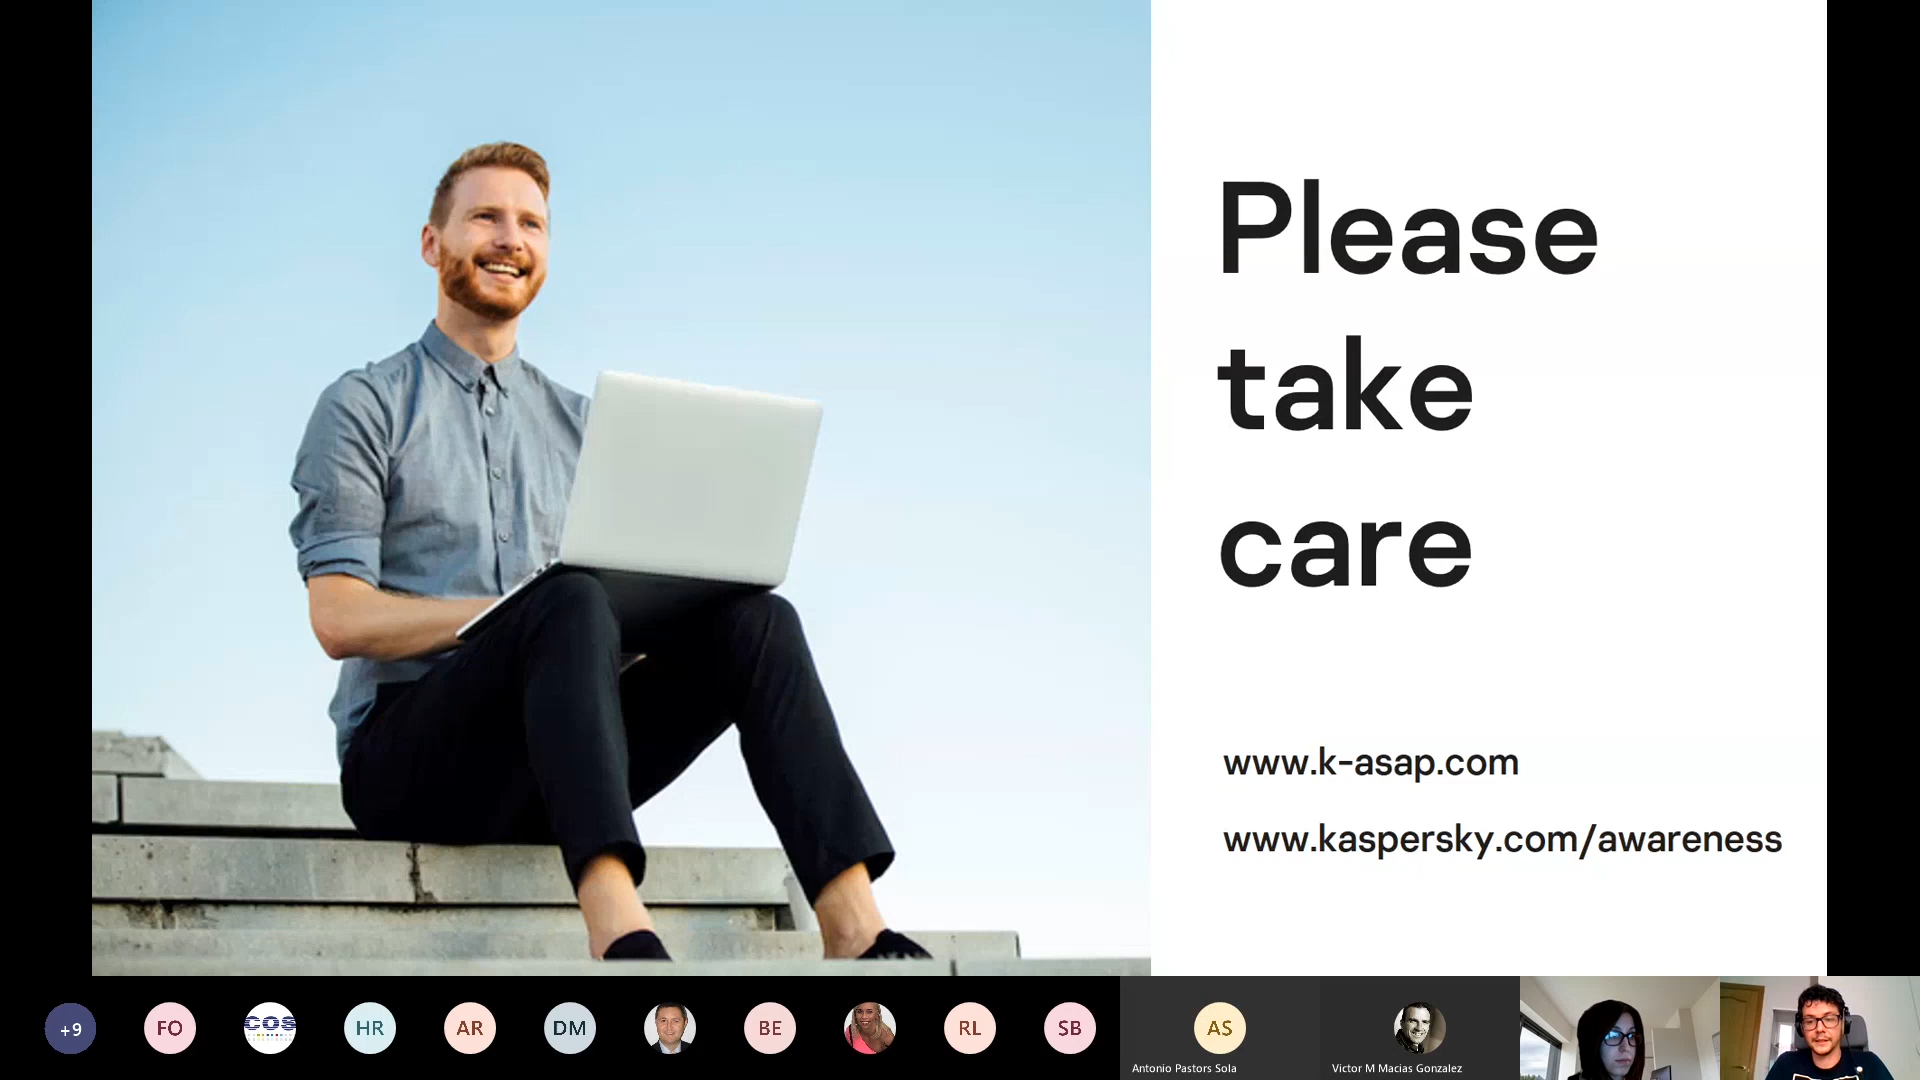 Please
take
care
www.k-asap.com
www.kaspersky.com/awareness
+9
FO
cos
HR
AR
DM
BE
RL
SB
AS
Antonio Pastors Sola
Victor M Macias Gonzalez